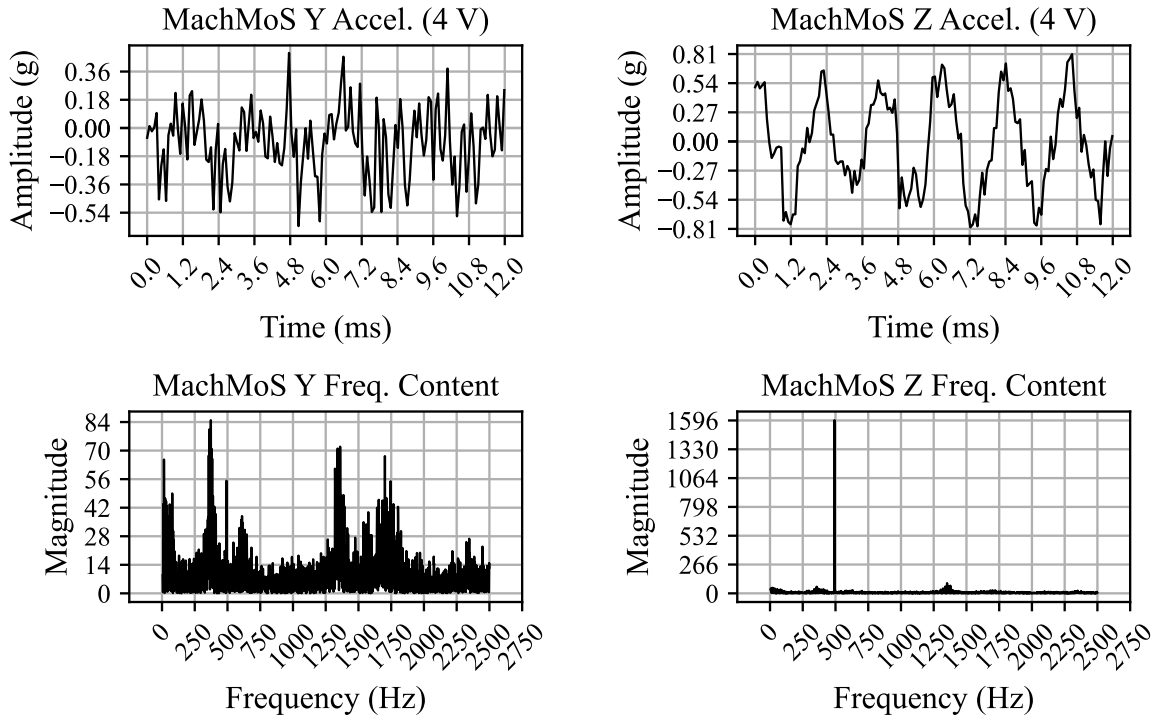 MachMoS Y Accel. (4 V)
Amplitude (g)
0.36
0.18
0.00
−0.18
−0.36
−0.54
0.0 1.2 2.4 3.6 4.8 6.0 7.2 8.4 9.6 10.8 12.0
Time (ms)
MachMoS Z Accel. (4 V)
Amplitude (g)
0.81
0.54
0.27
0.00
−0.27
−0.54
−0.81
0.0 1.2 2.4 3.6 4.8 6.0 7.2 8.4 9.6 10.8 12.0
Time (ms)
MachMoS Y Freq. Content
Magnitude
84
70
56
42
28
14
0
0 250 500 750 1000 1250 1500 1750 2000 2250 2500 2750
Frequency (Hz)
MachMoS Z Freq. Content
Magnitude
1596
1330
1064
798
532
266
0
0 250 500 750 1000 1250 1500 1750 2000 2250 2500 2750
Frequency (Hz)